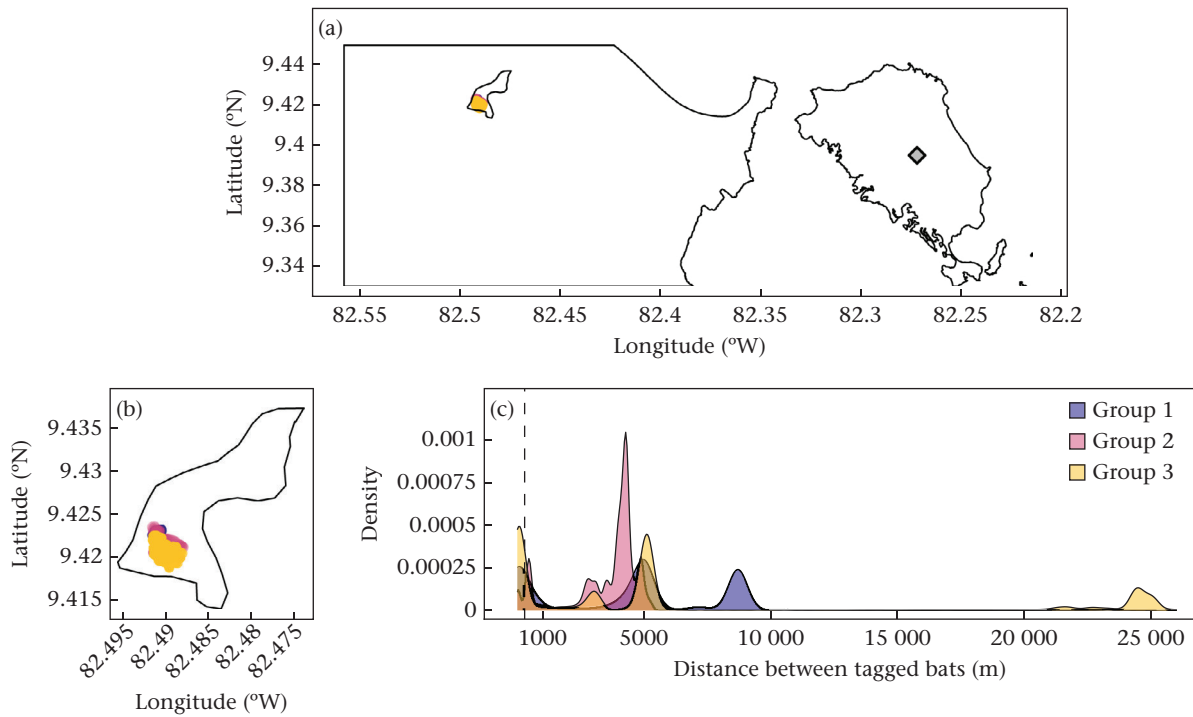 (a)
Latitude (ºN)
9.44
9.42
9.4
9.38
9.36
9.34
82.55
82.5
82.45
82.4
82.35
82.3
82.25
82.2
Longitude (ºW)
(b)
Latitude (ºN)
9.435
9.43
9.425
9.42
9.415
82.495
82.49
82.485
82.48
82.475
Longitude (ºW)
(c)
Group 1
Group 2
Group 3
Density
0.001
0.00075
0.0005
0.00025
0
1000
5000
10 000
15 000
20 000
25 000
Distance between tagged bats (m)